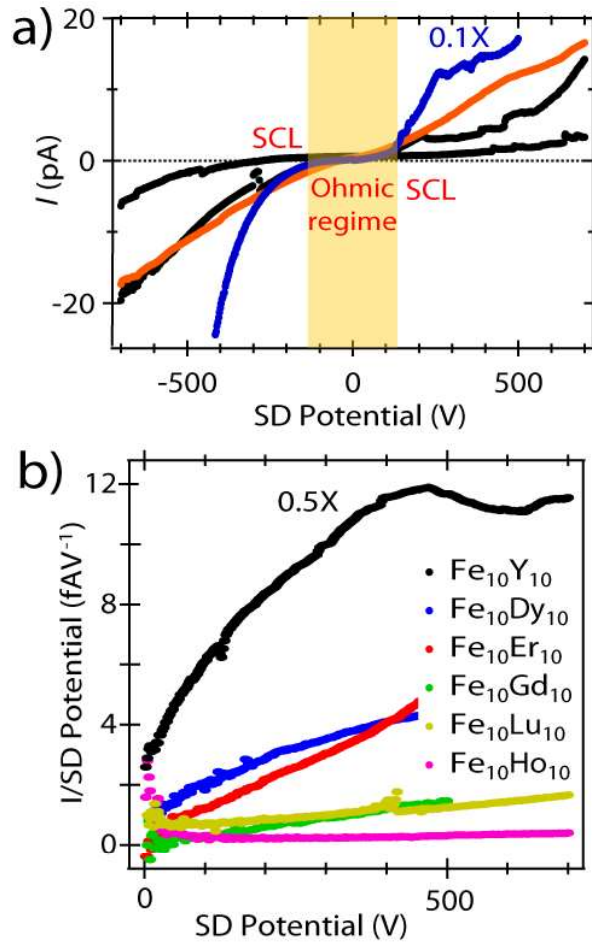 a)
20
0.1X
SCL
I (pA)
0
Ohmic
regime
SCL
-20
-500
0
500
SD Potential (V)
b)
12
0.5X
I/SD Potential (fAV⁻¹)
Fe₁₀Y₁₀
Fe₁₀Dy₁₀
8
Fe₁₀Er₁₀
Fe₁₀Gd₁₀
4
Fe₁₀Lu₁₀
Fe₁₀Ho₁₀
0
0
500
SD Potential (V)